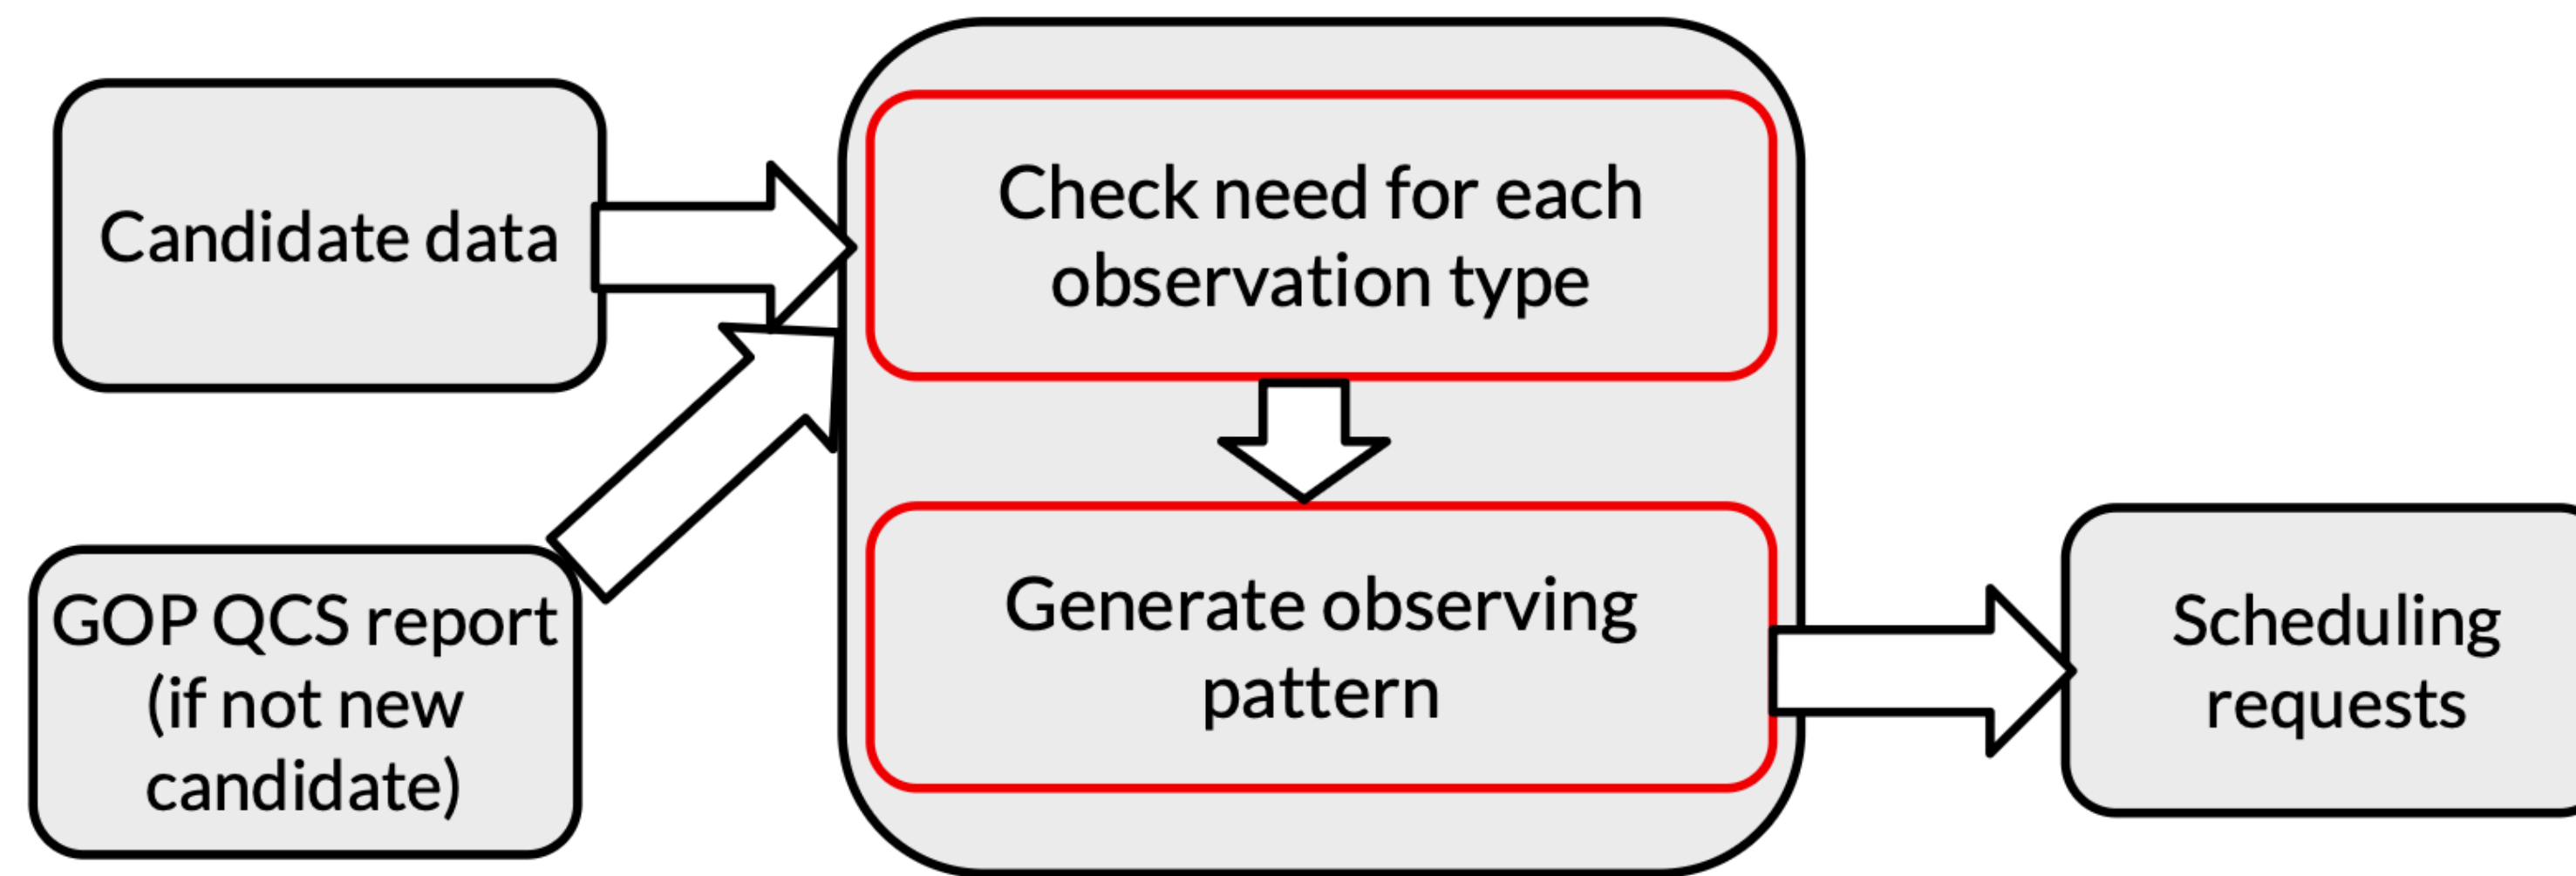 Candidate data
GOP QCS report
(if not new
candidate)
Check need for each
observation type
Generate observing
pattern
Scheduling
requests